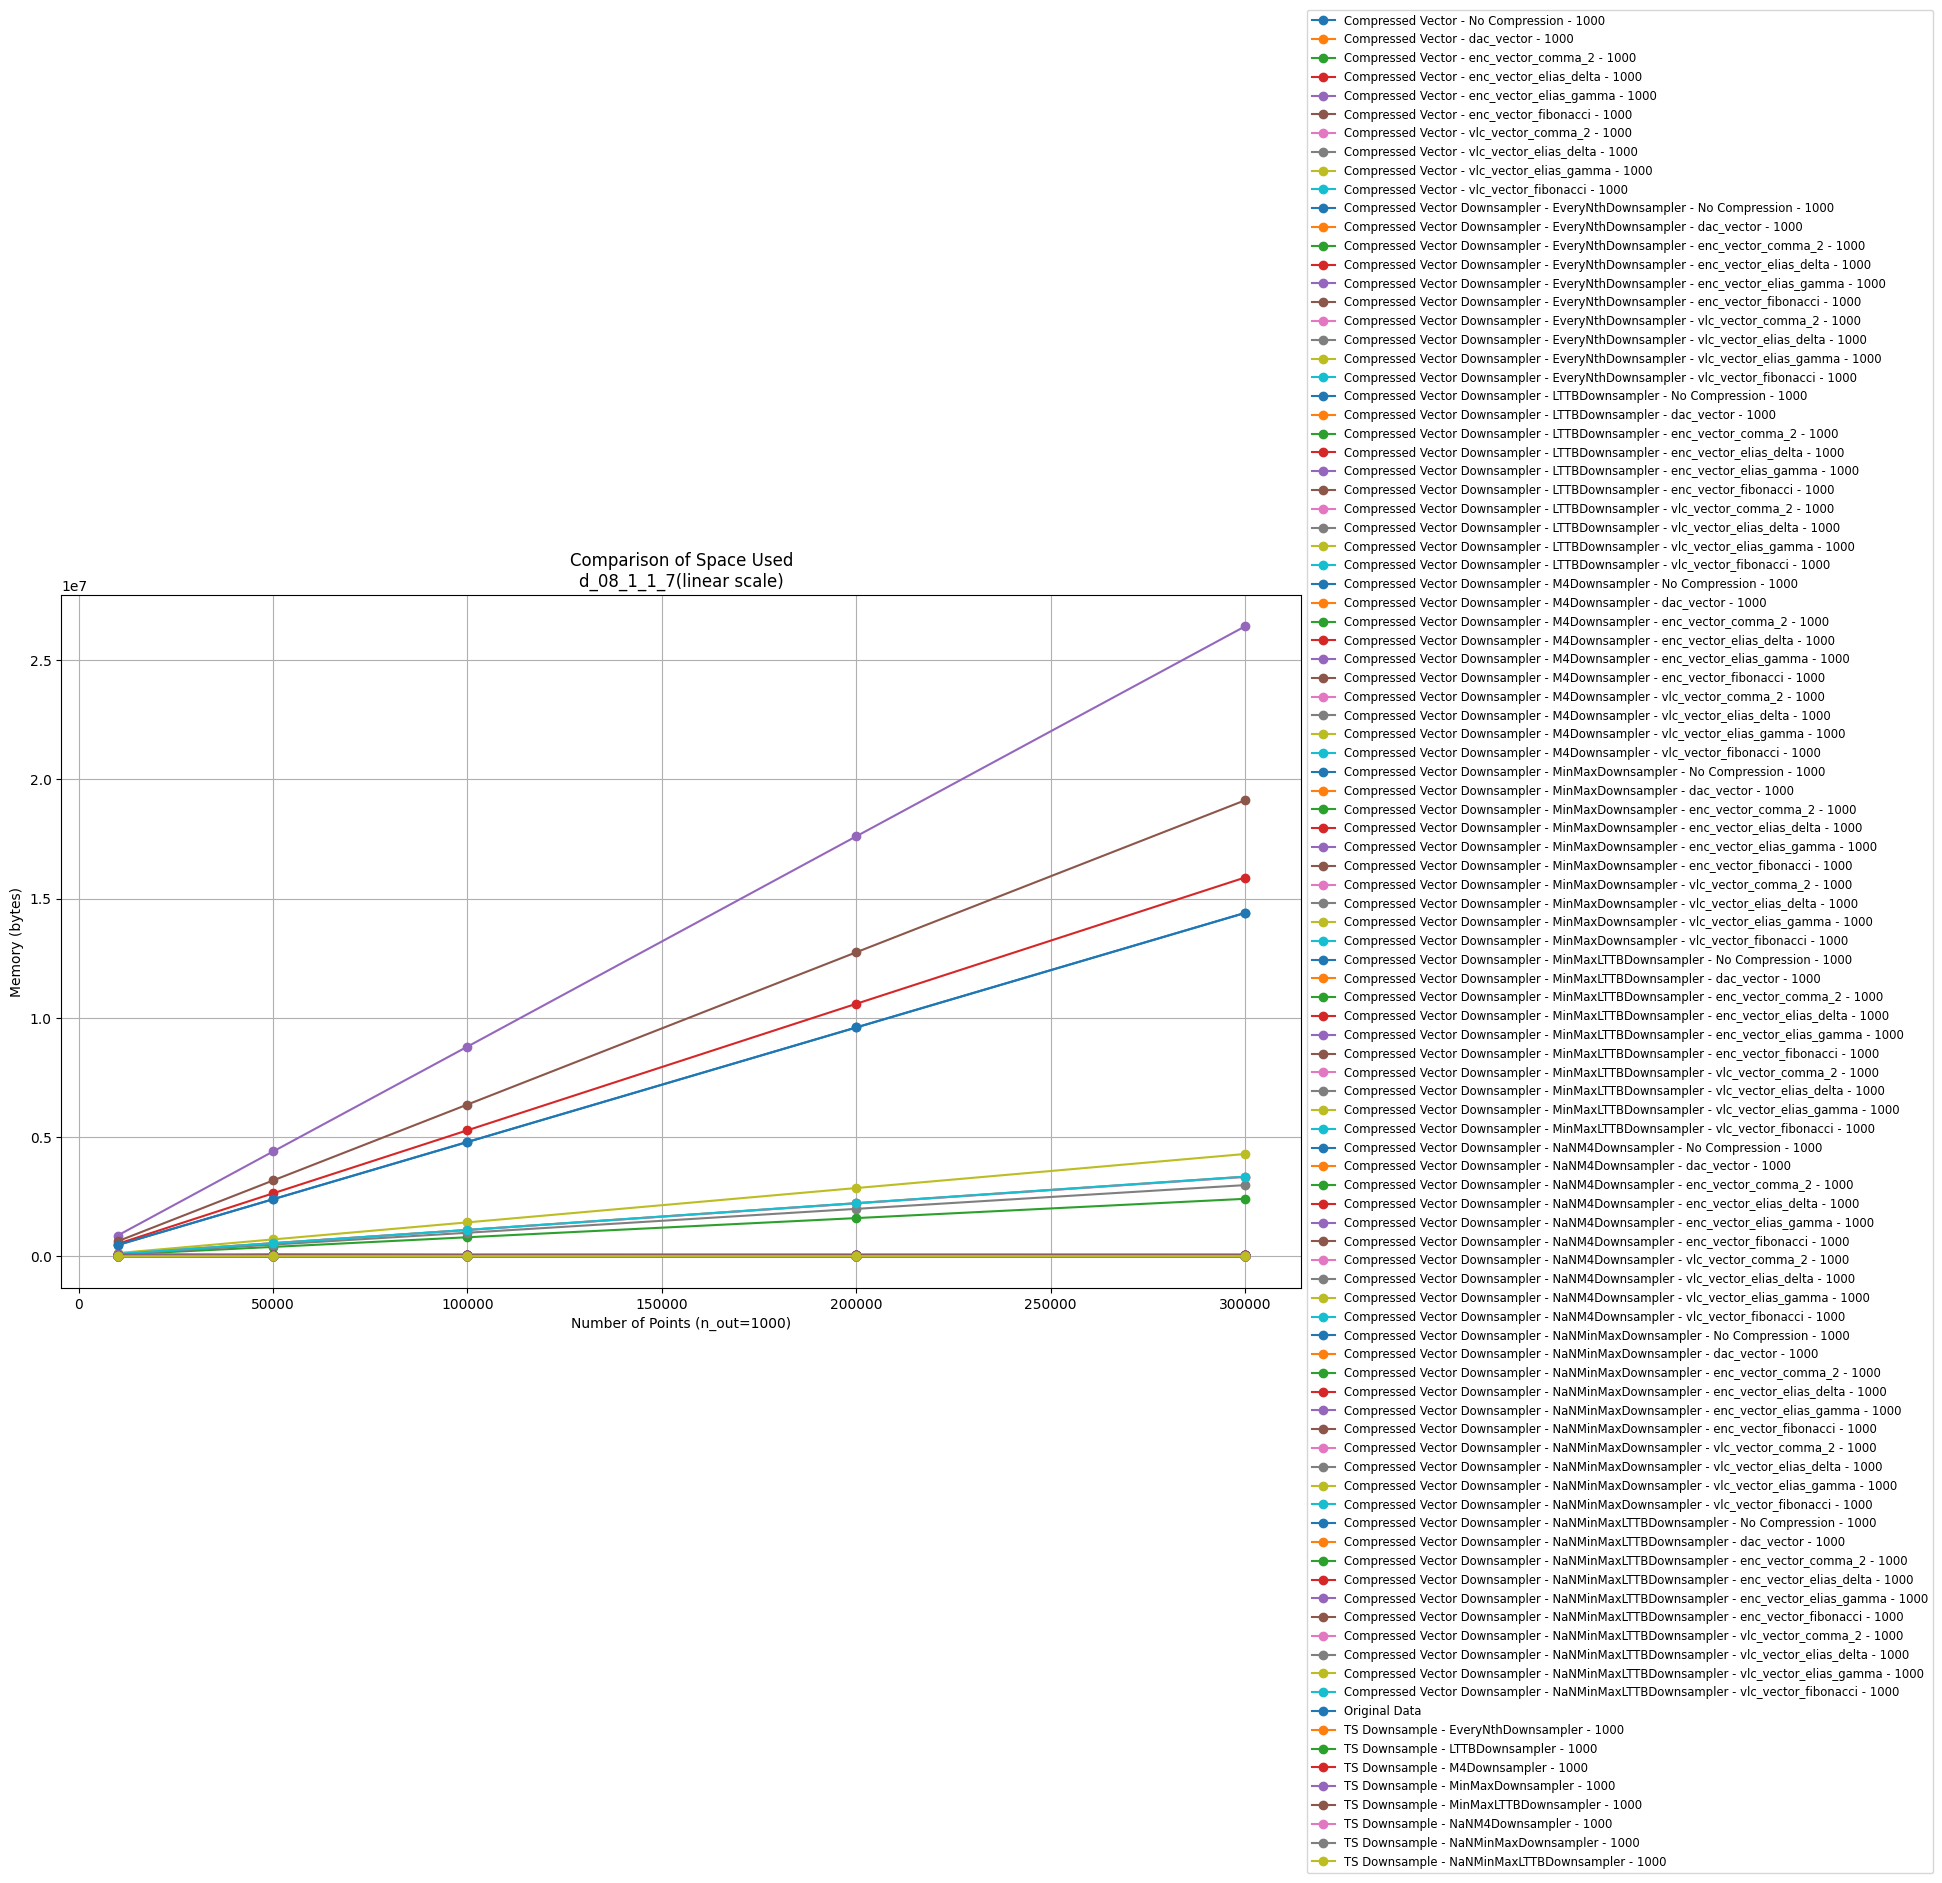 Comparison of Space Used
d_08_1_1_7(linear scale)
1e7
2.5
2.0
1.5
1.0
0.5
0.0
Memory (bytes)
0
50000
100000
150000
200000
250000
300000
Number of Points (n_out=1000)
Compressed Vector - No Compression - 1000
Compressed Vector - dac_vector - 1000
Compressed Vector - enc_vector_comma_2 - 1000
Compressed Vector - enc_vector_elias_delta - 1000
Compressed Vector - enc_vector_elias_gamma - 1000
Compressed Vector - enc_vector_fibonacci - 1000
Compressed Vector - vlc_vector_comma_2 - 1000
Compressed Vector - vlc_vector_elias_delta - 1000
Compressed Vector - vlc_vector_elias_gamma - 1000
Compressed Vector - vlc_vector_fibonacci - 1000
Compressed Vector Downsampler - EveryNthDownsampler - No Compression - 1000
Compressed Vector Downsampler - EveryNthDownsampler - dac_vector - 1000
Compressed Vector Downsampler - EveryNthDownsampler - enc_vector_comma_2 - 1000
Compressed Vector Downsampler - EveryNthDownsampler - enc_vector_elias_delta - 1000
Compressed Vector Downsampler - EveryNthDownsampler - enc_vector_elias_gamma - 1000
Compressed Vector Downsampler - EveryNthDownsampler - enc_vector_fibonacci - 1000
Compressed Vector Downsampler - EveryNthDownsampler - vlc_vector_comma_2 - 1000
Compressed Vector Downsampler - EveryNthDownsampler - vlc_vector_elias_delta - 1000
Compressed Vector Downsampler - EveryNthDownsampler - vlc_vector_elias_gamma - 1000
Compressed Vector Downsampler - EveryNthDownsampler - vlc_vector_fibonacci - 1000
Compressed Vector Downsampler - LTTBDownsampler - No Compression - 1000
Compressed Vector Downsampler - LTTBDownsampler - dac_vector - 1000
Compressed Vector Downsampler - LTTBDownsampler - enc_vector_comma_2 - 1000
Compressed Vector Downsampler - LTTBDownsampler - enc_vector_elias_delta - 1000
Compressed Vector Downsampler - LTTBDownsampler - enc_vector_elias_gamma - 1000
Compressed Vector Downsampler - LTTBDownsampler - enc_vector_fibonacci - 1000
Compressed Vector Downsampler - LTTBDownsampler - vlc_vector_comma_2 - 1000
Compressed Vector Downsampler - LTTBDownsampler - vlc_vector_elias_delta - 1000
Compressed Vector Downsampler - LTTBDownsampler - vlc_vector_elias_gamma - 1000
Compressed Vector Downsampler - LTTBDownsampler - vlc_vector_fibonacci - 1000
Compressed Vector Downsampler - M4Downsampler - No Compression - 1000
Compressed Vector Downsampler - M4Downsampler - dac_vector - 1000
Compressed Vector Downsampler - M4Downsampler - enc_vector_comma_2 - 1000
Compressed Vector Downsampler - M4Downsampler - enc_vector_elias_delta - 1000
Compressed Vector Downsampler - M4Downsampler - enc_vector_elias_gamma - 1000
Compressed Vector Downsampler - M4Downsampler - enc_vector_fibonacci - 1000
Compressed Vector Downsampler - M4Downsampler - vlc_vector_comma_2 - 1000
Compressed Vector Downsampler - M4Downsampler - vlc_vector_elias_delta - 1000
Compressed Vector Downsampler - M4Downsampler - vlc_vector_elias_gamma - 1000
Compressed Vector Downsampler - M4Downsampler - vlc_vector_fibonacci - 1000
Compressed Vector Downsampler - MinMaxDownsampler - No Compression - 1000
Compressed Vector Downsampler - MinMaxDownsampler - dac_vector - 1000
Compressed Vector Downsampler - MinMaxDownsampler - enc_vector_comma_2 - 1000
Compressed Vector Downsampler - MinMaxDownsampler - enc_vector_elias_delta - 1000
Compressed Vector Downsampler - MinMaxDownsampler - enc_vector_elias_gamma - 1000
Compressed Vector Downsampler - MinMaxDownsampler - enc_vector_fibonacci - 1000
Compressed Vector Downsampler - MinMaxDownsampler - vlc_vector_comma_2 - 1000
Compressed Vector Downsampler - MinMaxDownsampler - vlc_vector_elias_delta - 1000
Compressed Vector Downsampler - MinMaxDownsampler - vlc_vector_elias_gamma - 1000
Compressed Vector Downsampler - MinMaxDownsampler - vlc_vector_fibonacci - 1000
Compressed Vector Downsampler - MinMaxLTTBDownsampler - No Compression - 1000
Compressed Vector Downsampler - MinMaxLTTBDownsampler - dac_vector - 1000
Compressed Vector Downsampler - MinMaxLTTBDownsampler - enc_vector_comma_2 - 1000
Compressed Vector Downsampler - MinMaxLTTBDownsampler - enc_vector_elias_delta - 1000
Compressed Vector Downsampler - MinMaxLTTBDownsampler - enc_vector_elias_gamma - 1000
Compressed Vector Downsampler - MinMaxLTTBDownsampler - enc_vector_fibonacci - 1000
Compressed Vector Downsampler - MinMaxLTTBDownsampler - vlc_vector_comma_2 - 1000
Compressed Vector Downsampler - MinMaxLTTBDownsampler - vlc_vector_elias_delta - 1000
Compressed Vector Downsampler - MinMaxLTTBDownsampler - vlc_vector_elias_gamma - 1000
Compressed Vector Downsampler - MinMaxLTTBDownsampler - vlc_vector_fibonacci - 1000
Compressed Vector Downsampler - NaNM4Downsampler - No Compression - 1000
Compressed Vector Downsampler - NaNM4Downsampler - dac_vector - 1000
Compressed Vector Downsampler - NaNM4Downsampler - enc_vector_comma_2 - 1000
Compressed Vector Downsampler - NaNM4Downsampler - enc_vector_elias_delta - 1000
Compressed Vector Downsampler - NaNM4Downsampler - enc_vector_elias_gamma - 1000
Compressed Vector Downsampler - NaNM4Downsampler - enc_vector_fibonacci - 1000
Compressed Vector Downsampler - NaNM4Downsampler - vlc_vector_comma_2 - 1000
Compressed Vector Downsampler - NaNM4Downsampler - vlc_vector_elias_delta - 1000
Compressed Vector Downsampler - NaNM4Downsampler - vlc_vector_elias_gamma - 1000
Compressed Vector Downsampler - NaNM4Downsampler - vlc_vector_fibonacci - 1000
Compressed Vector Downsampler - NaNMinMaxDownsampler - No Compression - 1000
Compressed Vector Downsampler - NaNMinMaxDownsampler - dac_vector - 1000
Compressed Vector Downsampler - NaNMinMaxDownsampler - enc_vector_comma_2 - 1000
Compressed Vector Downsampler - NaNMinMaxDownsampler - enc_vector_elias_delta - 1000
Compressed Vector Downsampler - NaNMinMaxDownsampler - enc_vector_elias_gamma - 1000
Compressed Vector Downsampler - NaNMinMaxDownsampler - enc_vector_fibonacci - 1000
Compressed Vector Downsampler - NaNMinMaxDownsampler - vlc_vector_comma_2 - 1000
Compressed Vector Downsampler - NaNMinMaxDownsampler - vlc_vector_elias_delta - 1000
Compressed Vector Downsampler - NaNMinMaxDownsampler - vlc_vector_elias_gamma - 1000
Compressed Vector Downsampler - NaNMinMaxDownsampler - vlc_vector_fibonacci - 1000
Compressed Vector Downsampler - NaNMinMaxLTTBDownsampler - No Compression - 1000
Compressed Vector Downsampler - NaNMinMaxLTTBDownsampler - dac_vector - 1000
Compressed Vector Downsampler - NaNMinMaxLTTBDownsampler - enc_vector_comma_2 - 1000
Compressed Vector Downsampler - NaNMinMaxLTTBDownsampler - enc_vector_elias_delta - 1000
Compressed Vector Downsampler - NaNMinMaxLTTBDownsampler - enc_vector_elias_gamma - 1000
Compressed Vector Downsampler - NaNMinMaxLTTBDownsampler - enc_vector_fibonacci - 1000
Compressed Vector Downsampler - NaNMinMaxLTTBDownsampler - vlc_vector_comma_2 - 1000
Compressed Vector Downsampler - NaNMinMaxLTTBDownsampler - vlc_vector_elias_delta - 1000
Compressed Vector Downsampler - NaNMinMaxLTTBDownsampler - vlc_vector_elias_gamma - 1000
Compressed Vector Downsampler - NaNMinMaxLTTBDownsampler - vlc_vector_fibonacci - 1000
Original Data
TS Downsample - EveryNthDownsampler - 1000
TS Downsample - LTTBDownsampler - 1000
TS Downsample - M4Downsampler - 1000
TS Downsample - MinMaxDownsampler - 1000
TS Downsample - MinMaxLTTBDownsampler - 1000
TS Downsample - NaNM4Downsampler - 1000
TS Downsample - NaNMinMaxDownsampler - 1000
TS Downsample - NaNMinMaxLTTBDownsampler - 1000